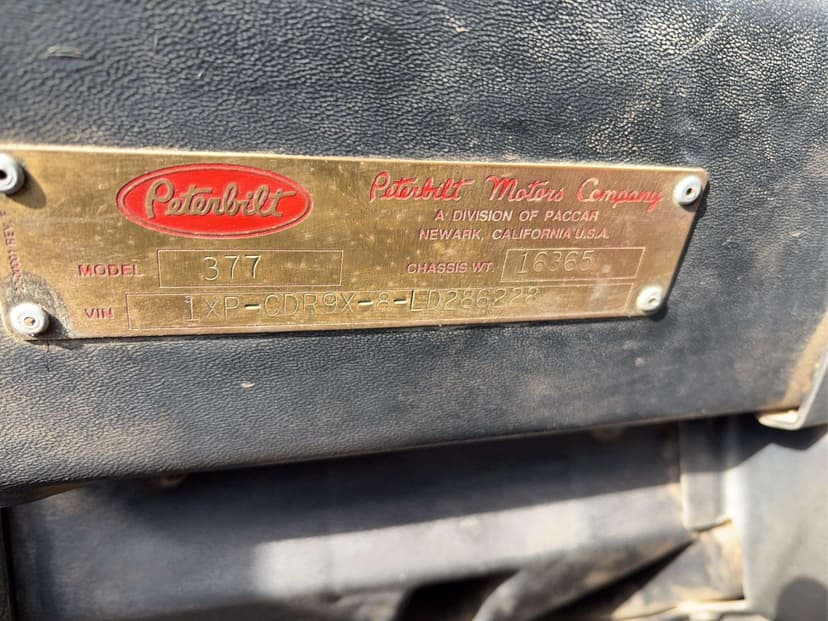 Peterbilt
Peterbilt Motors Company
A DIVISION OF PACCAR
NEWARK, CALIFORNIA U.S.A.
MODEL 377
CHASSIS WT. 16365
VIN 1XP-CDR9X-8-LD286228
REV.